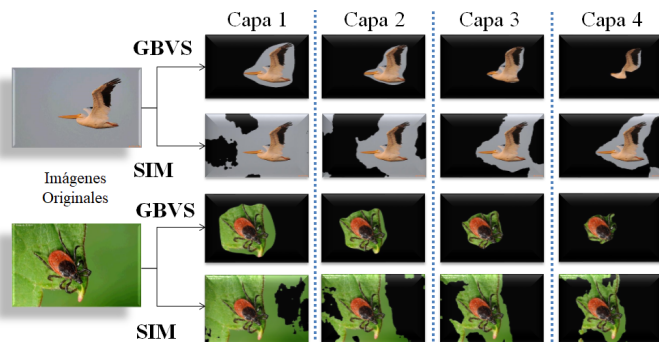 Capa 1 Capa 2 Capa 3 Capa 4
GBVS
SIM
Imágenes
Originales
GBVS
SIM